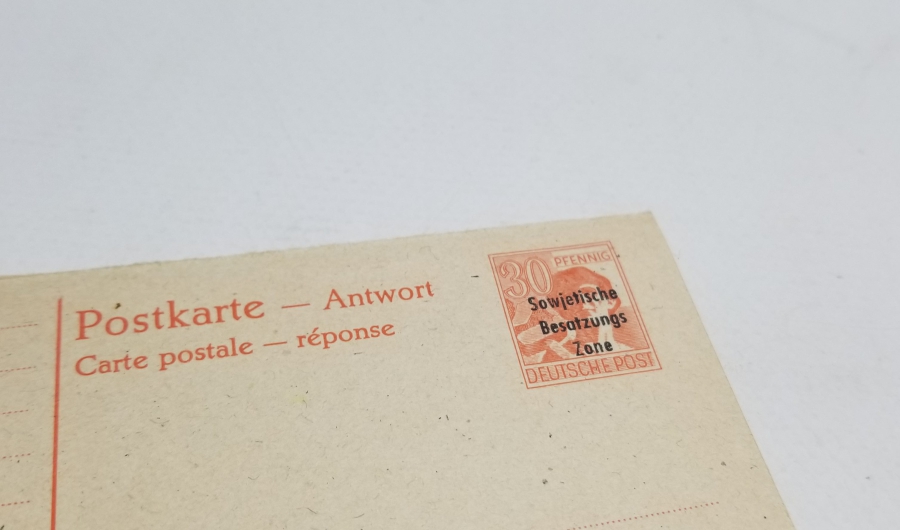 Postkarte — Antwort
Carte postale — réponse
30 PFENNIG
Sowjetische
Besatzungs
Zone
DEUTSCHE POST